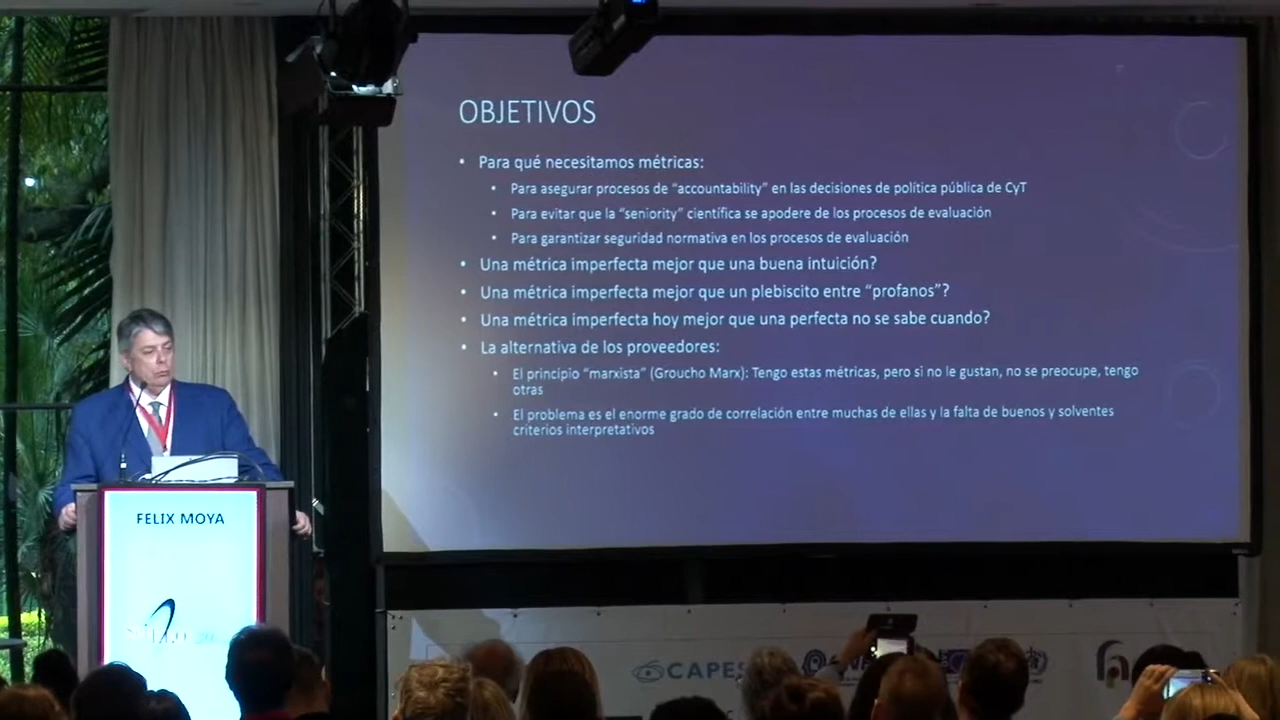 OBJETIVOS
• Para qué necesitamos métricas:
• Para asegurar procesos de “accountability” en las decisiones de política pública de CyT
• Para evitar que la “seniority” científica se apodere de los procesos de evaluación
• Para garantizar seguridad normativa en los procesos de evaluación
• Una métrica imperfecta mejor que una buena intuición?
• Una métrica imperfecta mejor que un plebiscito entre “profanos”?
• Una métrica imperfecta hoy mejor que una perfecta no se sabe cuando?
• La alternativa de los proveedores:
• El principio “marxista” (Groucho Marx): Tengo estas métricas, pero si no le gustan, no se preocupe, tengo
otras
• El problema es el enorme grado de correlación entre muchas de ellas y la falta de buenos y solventes
criterios interpretativos
FELIX MOYA
CAPES